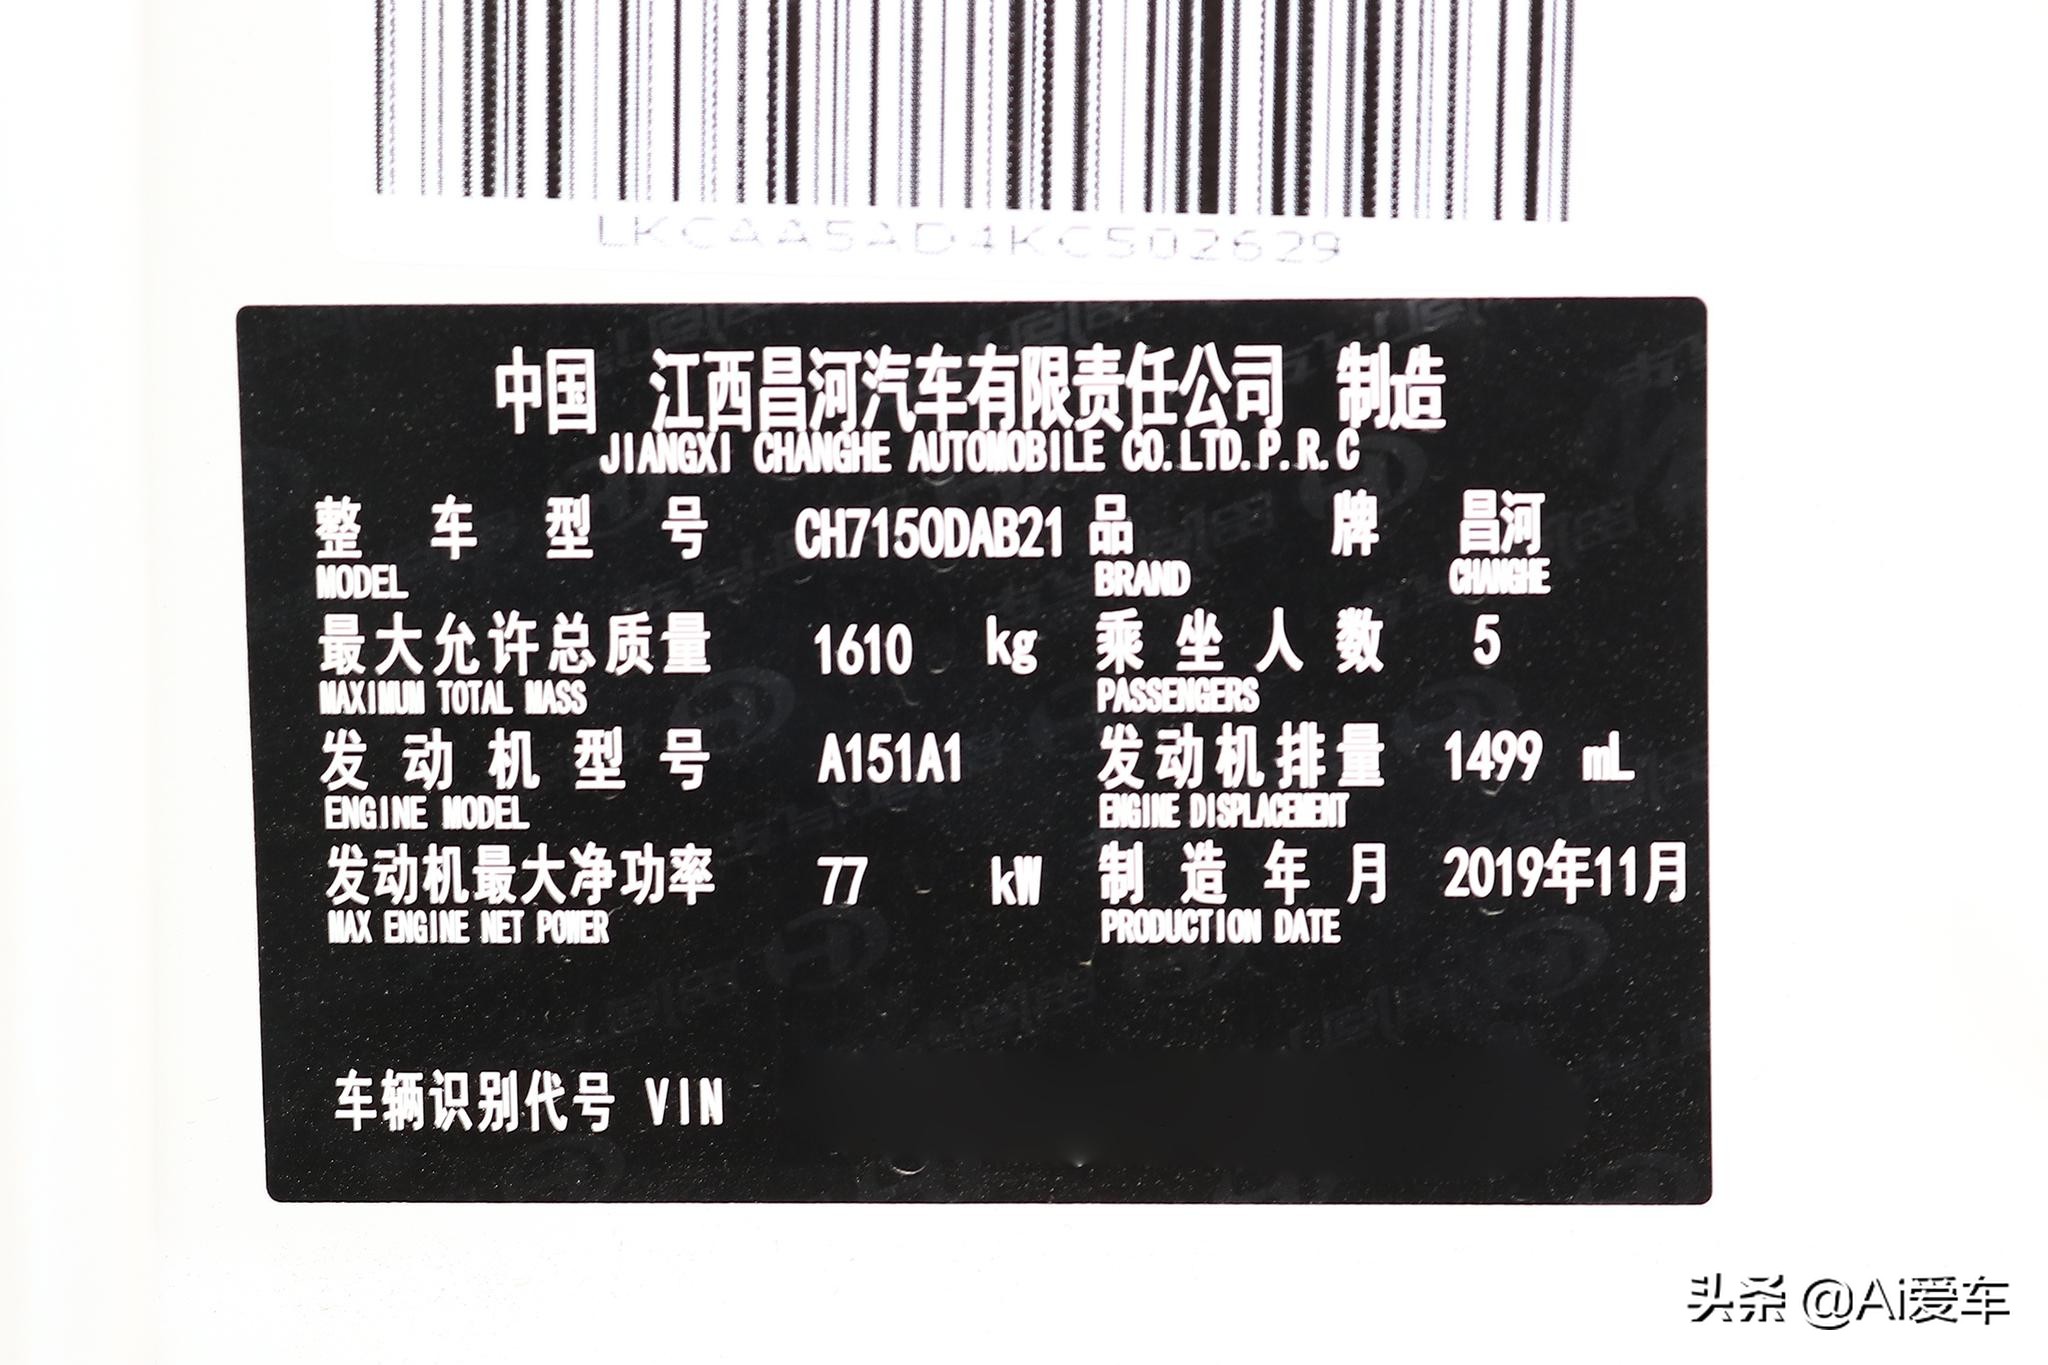 LKCAA5AD4KC502629
中国 江西昌河汽车有限责任公司 制造
JIANGXI CHANGHE AUTOMOBILE CO.LTD.P.R.C
整车型号 CH7150DAB21 品牌 昌河
MODEL BRAND CHANGHE
最大允许总质量 1610 kg 乘坐人数 5
MAXIMUM TOTAL MASS PASSENGERS
发动机型号 A151A1 发动机排量 1499 mL
ENGINE MODEL ENGINE DISPLACEMENT
发动机最大净功率 77 kW 制造年月 2019年11月
MAX ENGINE NET POWER PRODUCTION DATE
车辆识别代号 VIN
头条 @Ai爱车